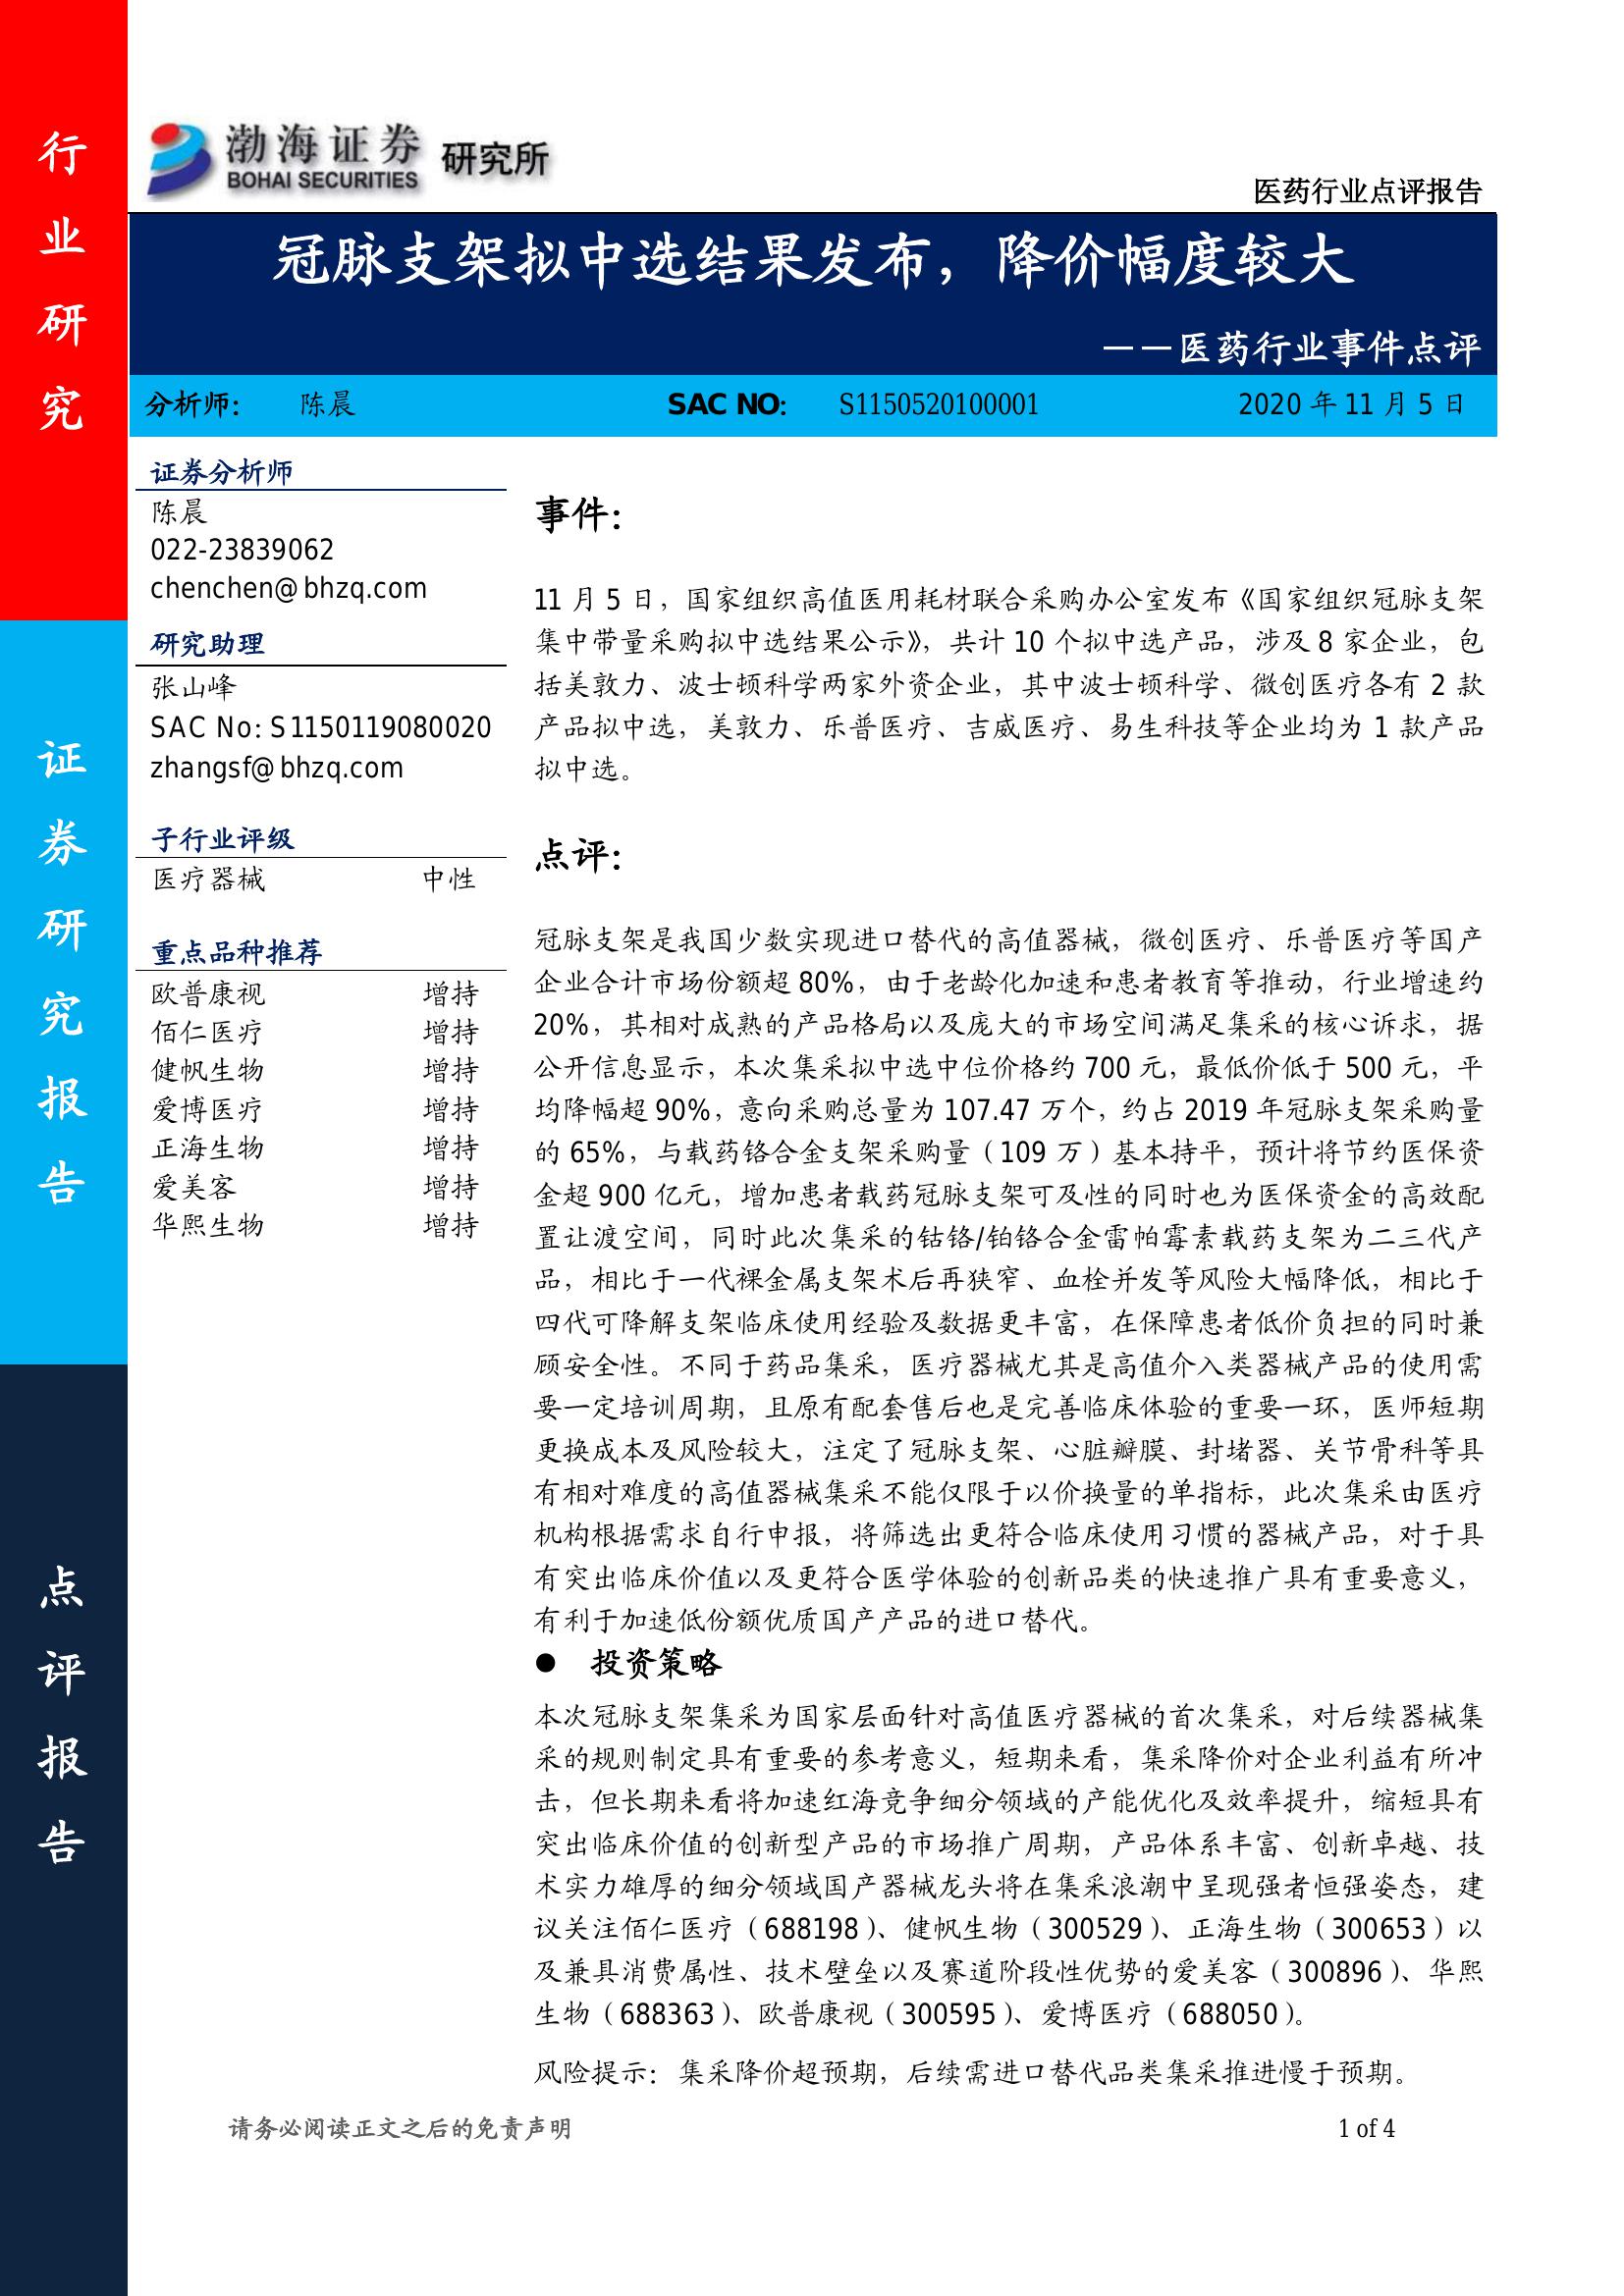 行业研究
证券研究报告
点评报告
渤海证券 研究所
BOHAI SECURITIES
医药行业点评报告
冠脉支架拟中选结果发布，降价幅度较大
——医药行业事件点评
分析师： 陈晨 SAC NO： S1150520100001 2020 年 11 月 5 日
证券分析师
陈晨
022-23839062
chenchen@bhzq.com
研究助理
张山峰
SAC No: S1150119080020
zhangsf@bhzq.com
子行业评级
医疗器械 中性
重点品种推荐
欧普康视 增持
佰仁医疗 增持
健帆生物 增持
爱博医疗 增持
正海生物 增持
爱美客 增持
华熙生物 增持
事件：
11 月 5 日，国家组织高值医用耗材联合采购办公室发布《国家组织冠脉支架
集中带量采购拟中选结果公示》，共计 10 个拟中选产品，涉及 8 家企业，包
括美敦力、波士顿科学两家外资企业，其中波士顿科学、微创医疗各有 2 款
产品拟中选，美敦力、乐普医疗、吉威医疗、易生科技等企业均为 1 款产品
拟中选。
点评：
冠脉支架是我国少数实现进口替代的高值器械，微创医疗、乐普医疗等国产
企业合计市场份额超 80%，由于老龄化加速和患者教育等推动，行业增速约
20%，其相对成熟的产品格局以及庞大的市场空间满足集采的核心诉求，据
公开信息显示，本次集采拟中选中位价格约 700 元，最低价低于 500 元，平
均降幅超 90%，意向采购总量为 107.47 万个，约占 2019 年冠脉支架采购量
的 65%，与载药铬合金支架采购量（109 万）基本持平，预计将节约医保资
金超 900 亿元，增加患者载药冠脉支架可及性的同时也为医保资金的高效配
置让渡空间，同时此次集采的钴铬/铂铬合金雷帕霉素载药支架为二三代产
品，相比于一代裸金属支架术后再狭窄、血栓并发等风险大幅降低，相比于
四代可降解支架临床使用经验及数据更丰富，在保障患者低价负担的同时兼
顾安全性。不同于药品集采，医疗器械尤其是高值介入类器械产品的使用需
要一定培训周期，且原有配套售后也是完善临床体验的重要一环，医师短期
更换成本及风险较大，注定了冠脉支架、心脏瓣膜、封堵器、关节骨科等具
有相对难度的高值器械集采不能仅限于以价换量的单指标，此次集采由医疗
机构根据需求自行申报，将筛选出更符合临床使用习惯的器械产品，对于具
有突出临床价值以及更符合医学体验的创新品类的快速推广具有重要意义，
有利于加速低份额优质国产产品的进口替代。
● 投资策略
本次冠脉支架集采为国家层面针对高值医疗器械的首次集采，对后续器械集
采的规则制定具有重要的参考意义，短期来看，集采降价对企业利益有所冲
击，但长期来看将加速红海竞争细分领域的产能优化及效率提升，缩短具有
突出临床价值的创新型产品的市场推广周期，产品体系丰富、创新卓越、技
术实力雄厚的细分领域国产器械龙头将在集采浪潮中呈现强者恒强姿态，建
议关注佰仁医疗（688198）、健帆生物（300529）、正海生物（300653）以
及兼具消费属性、技术壁垒以及赛道阶段性优势的爱美客（300896）、华熙
生物（688363）、欧普康视（300595）、爱博医疗（688050）。
风险提示：集采降价超预期，后续需进口替代品类集采推进慢于预期。
请务必阅读正文之后的免责声明 1 of 4